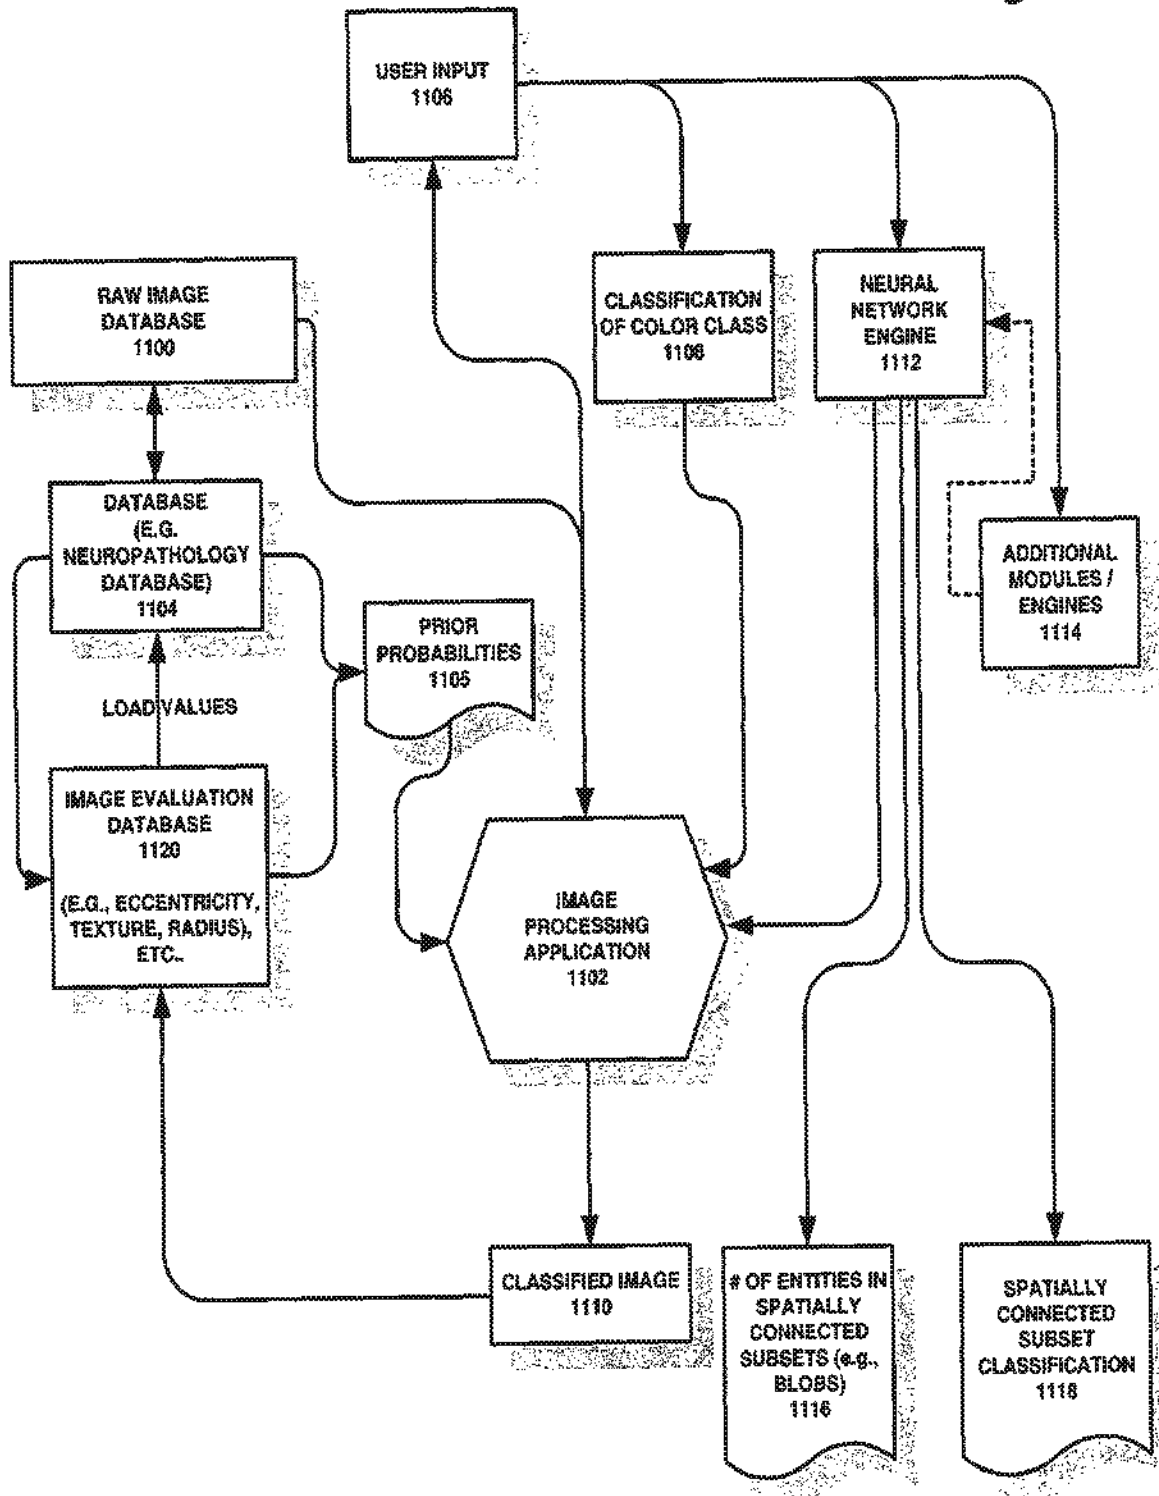 USER INPUT
1106
RAW IMAGE
DATABASE
1100
CLASSIFICATION
OF COLOR CLASS
1108
NEURAL
NETWORK
ENGINE
1112
DATABASE
(E.G.
NEUROPATHOLOGY
DATABASE)
1104
ADDITIONAL
MODULES /
ENGINES
1114
PRIOR
PROBABILITIES
1105
LOAD VALUES
IMAGE EVALUATION
DATABASE
1120
(E.G., ECCENTRICITY,
TEXTURE, RADIUS),
ETC..
IMAGE
PROCESSING
APPLICATION
1102
CLASSIFIED IMAGE
1110
# OF ENTITIES IN
SPATIALLY
CONNECTED
SUBSETS (e.g.,
BLOBS)
1116
SPATIALLY
CONNECTED
SUBSET
CLASSIFICATION
1118